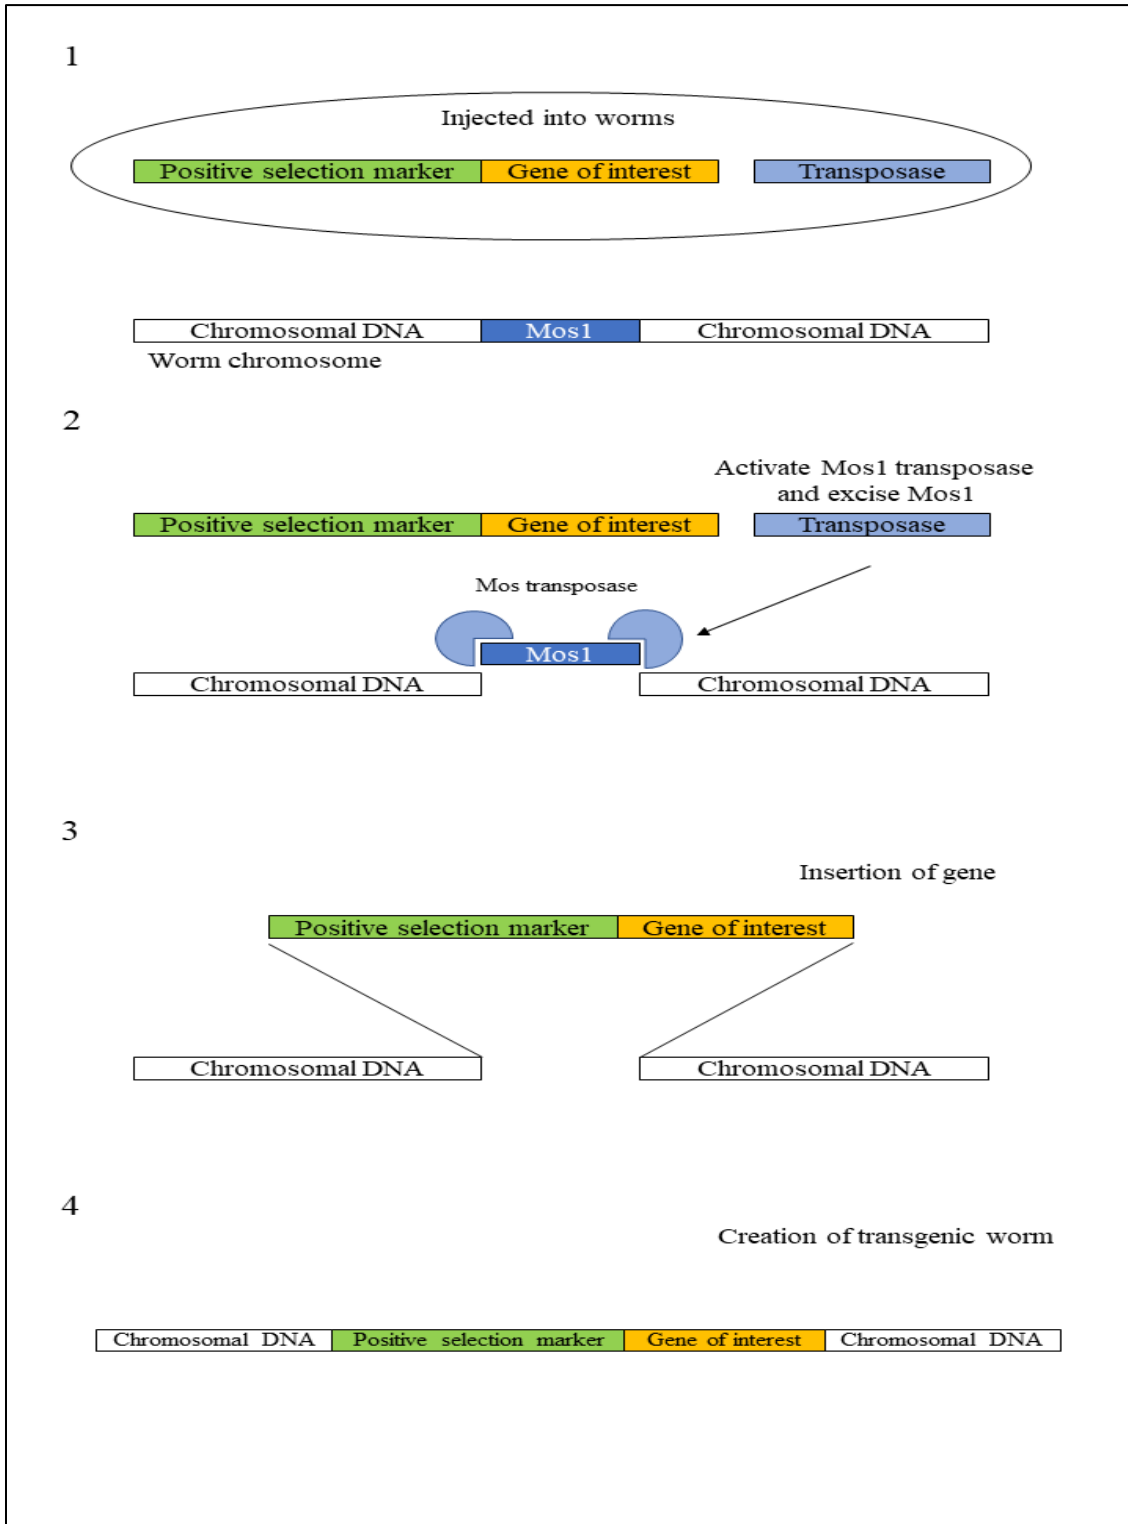 1
Injected into worms
Positive selection marker Gene of interest Transposase
Chromosomal DNA Mos1 Chromosomal DNA
Worm chromosome
2
Activate Mos1 transposase
and excise Mos1
Positive selection marker Gene of interest Transposase
Mos transposase
Mos1
Chromosomal DNA Chromosomal DNA
3
Insertion of gene
Positive selection marker Gene of interest
Chromosomal DNA Chromosomal DNA
4
Creation of transgenic worm
Chromosomal DNA Positive selection marker Gene of interest Chromosomal DNA